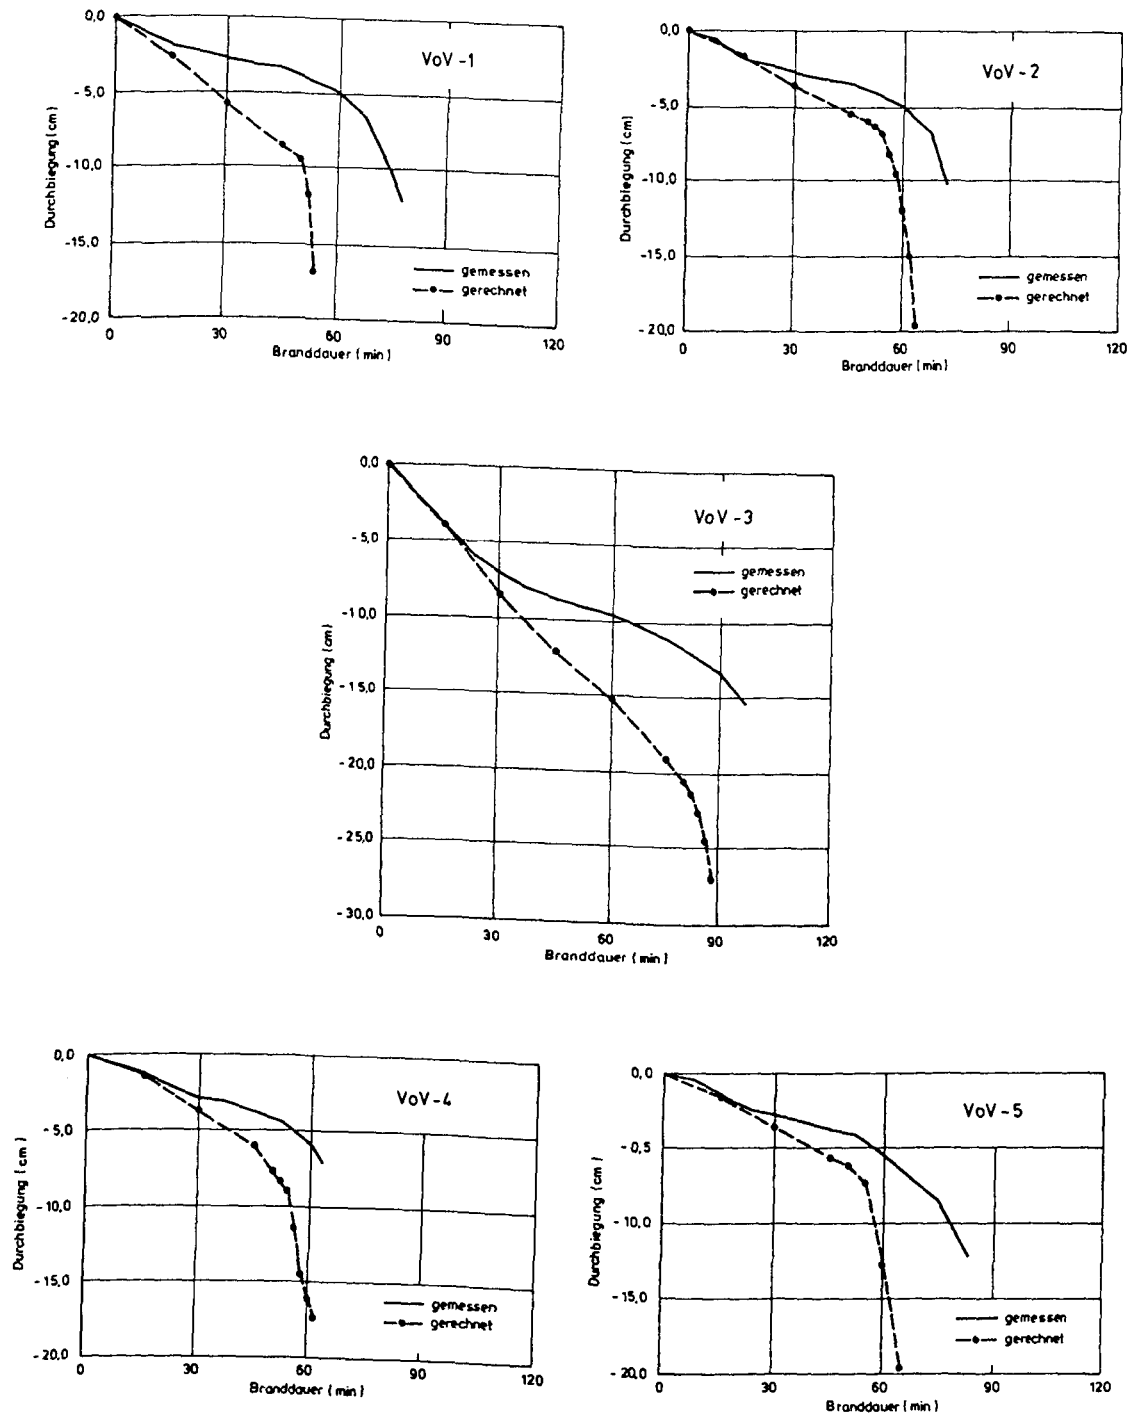 0,0
VoV-1
- 5,0
-10,0
-15,0
-20,0
Durchbiegung (cm)
gemessen
gerechnet
0
30
60
90
120
Branddauer (min)
0,0
VoV-2
-5,0
-10,0
-15,0
-20,0
Durchbiegung (cm)
gemessen
gerechnet
0
30
60
90
120
Branddauer (min)
0,0
VoV-3
- 5,0
-10,0
-15,0
-20,0
-25,0
-30,0
Durchbiegung (cm)
gemessen
gerechnet
0
30
60
90
120
Branddauer (min)
0,0
VoV-4
-5,0
-10,0
-15,0
-20,0
Durchbiegung (cm)
gemessen
gerechnet
0
30
60
90
120
Branddauer (min)
0,0
VoV-5
-0,5
-10,0
-15,0
-20,0
Durchbiegung (cm)
gemessen
gerechnet
0
30
60
90
120
Branddauer (min)